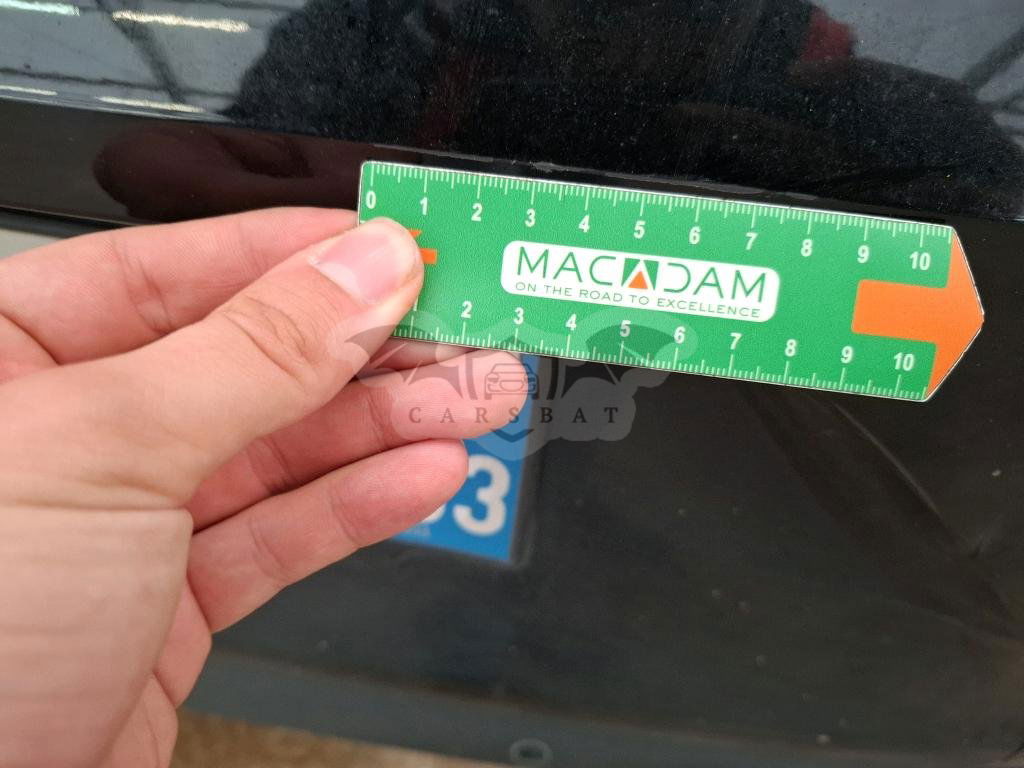 0 1 2 3 4 5 6 7 8 9 10
MACADAM
ON THE ROAD TO EXCELLENCE
2 3 4 5 6 7 8 9 10
CARSBAT
3